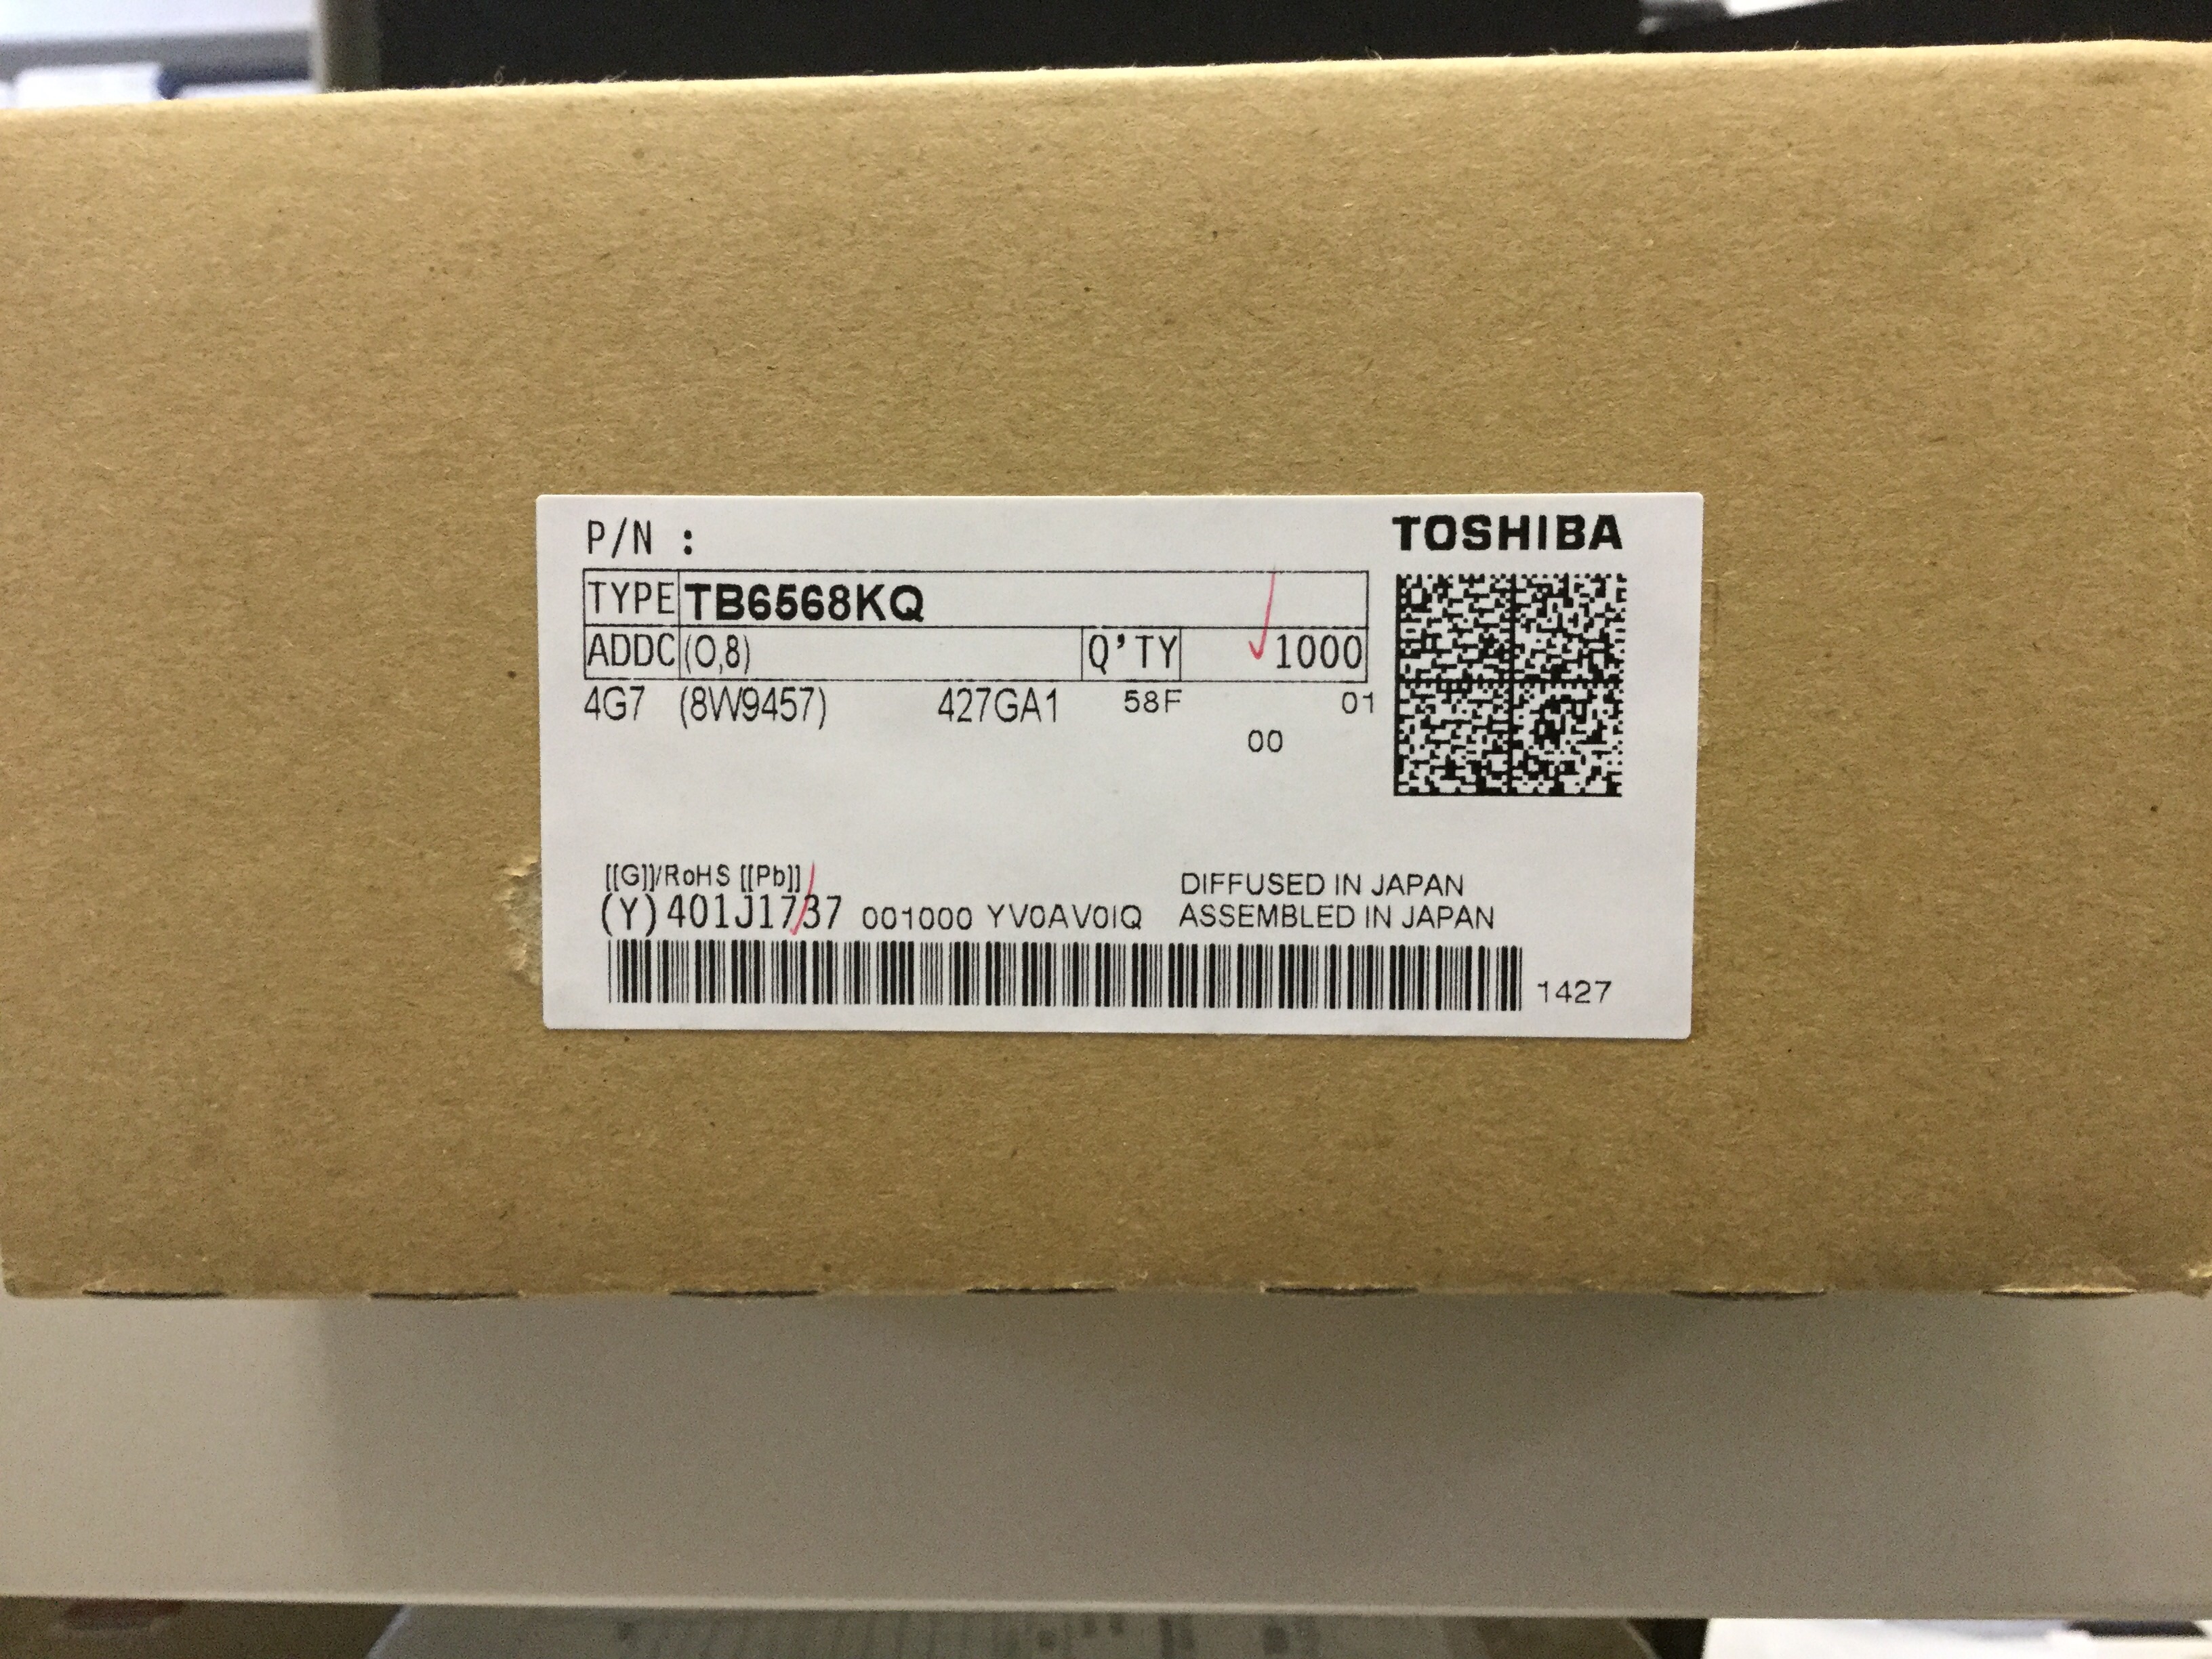 P/N :
TOSHIBA
TYPE TB6568KQ
ADDC (O,8) Q'TY 1000
4G7 (8W9457) 427GA1 58F 01
00
[[G]]/RoHS [[Pb]]
DIFFUSED IN JAPAN
(Y) 401J1737 001000 YV0AV0IQ ASSEMBLED IN JAPAN
1427